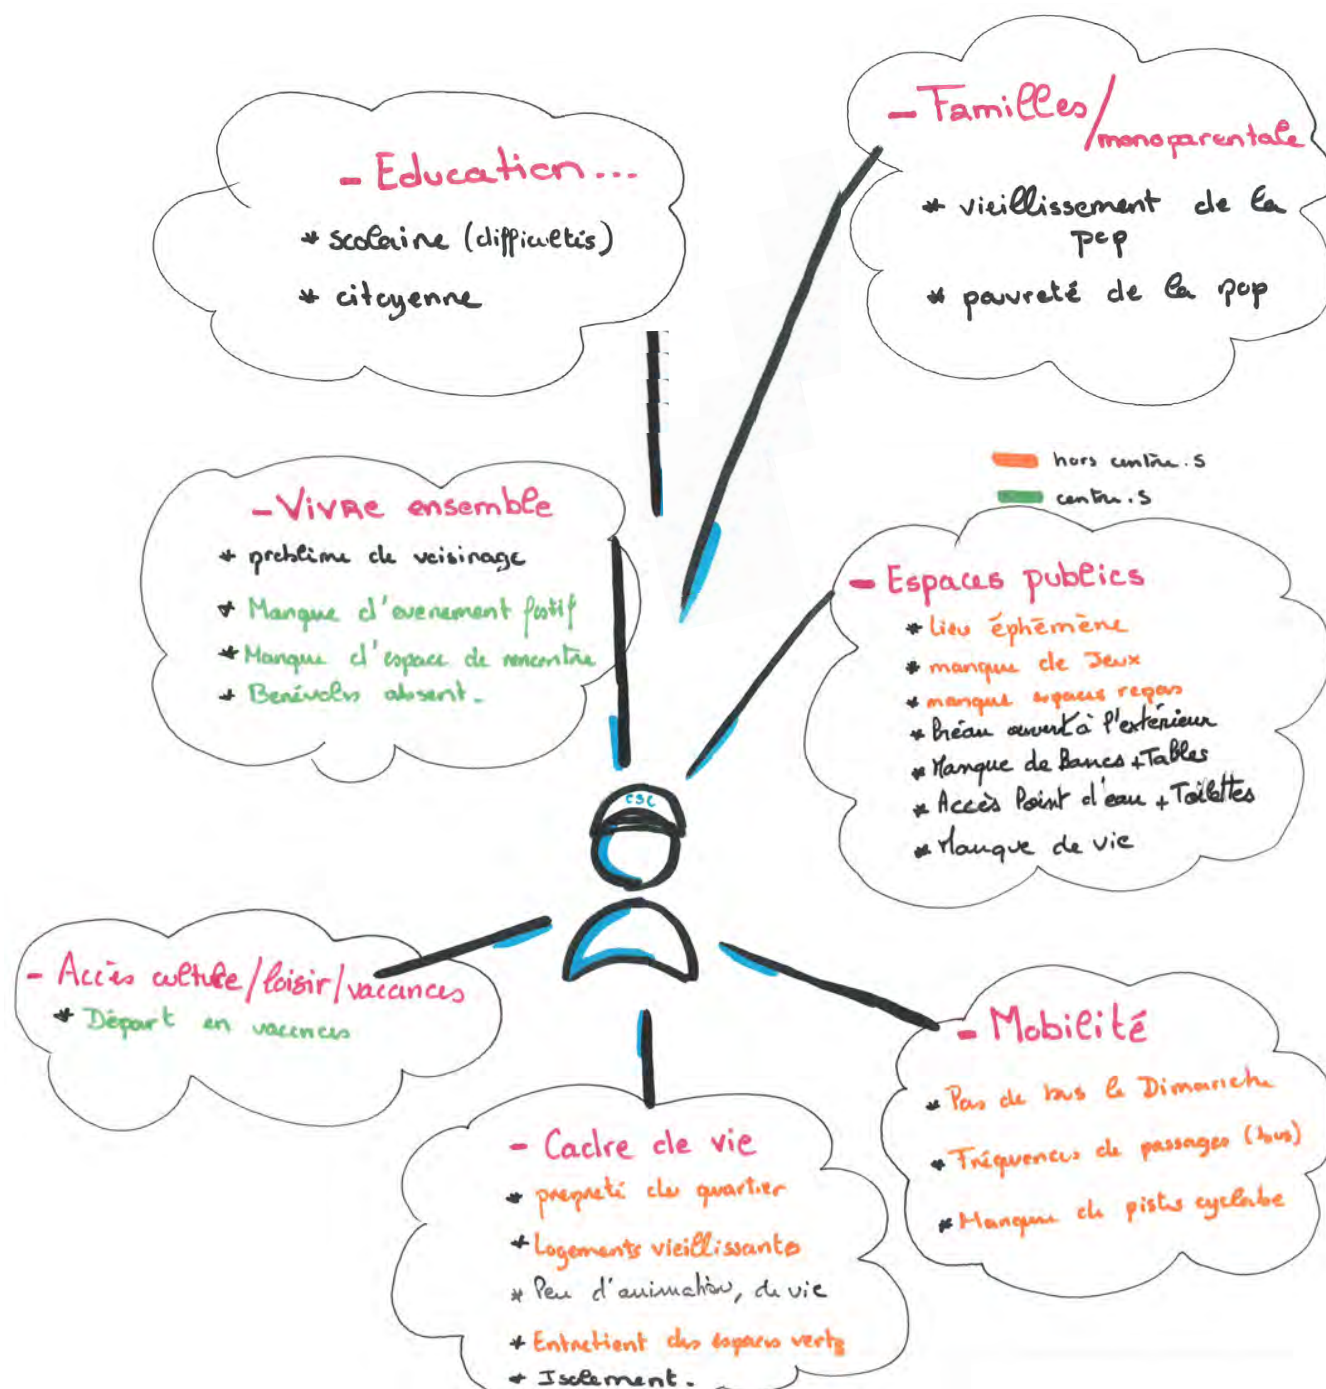 - Education...
* scolaire (difficultés)
* citoyenne
- Familles/
monoparentale
* vieillissement de la
pop
* pauvreté de la pop
hors centre.s
centre.s
- Vivre ensemble
* problème de voisinage
* Manque d'evenement festif
* Manque d'espace de rencontre
* Benévoles absent.
- Espaces publics
* lieu éphémène
* manque de Jeux
* manque espaces repas
* Préau ouvert à l'extérieur
* Manque de Bancs + Tables
* Accès Point d'eau + Toilettes
* Manque de vie
CSC
- Accès culture/loisir/vacances
* Départ en vacances
- Mobilité
* Pas de bus le Dimanche
* Fréquences de passages (bus)
* Manque de pistes cyclabe
- Cadre de vie
* propreté du quartier
* Logements vieillissants
* Peu d'animation, de vie
* Entretient des espaces verts
* Isolement.